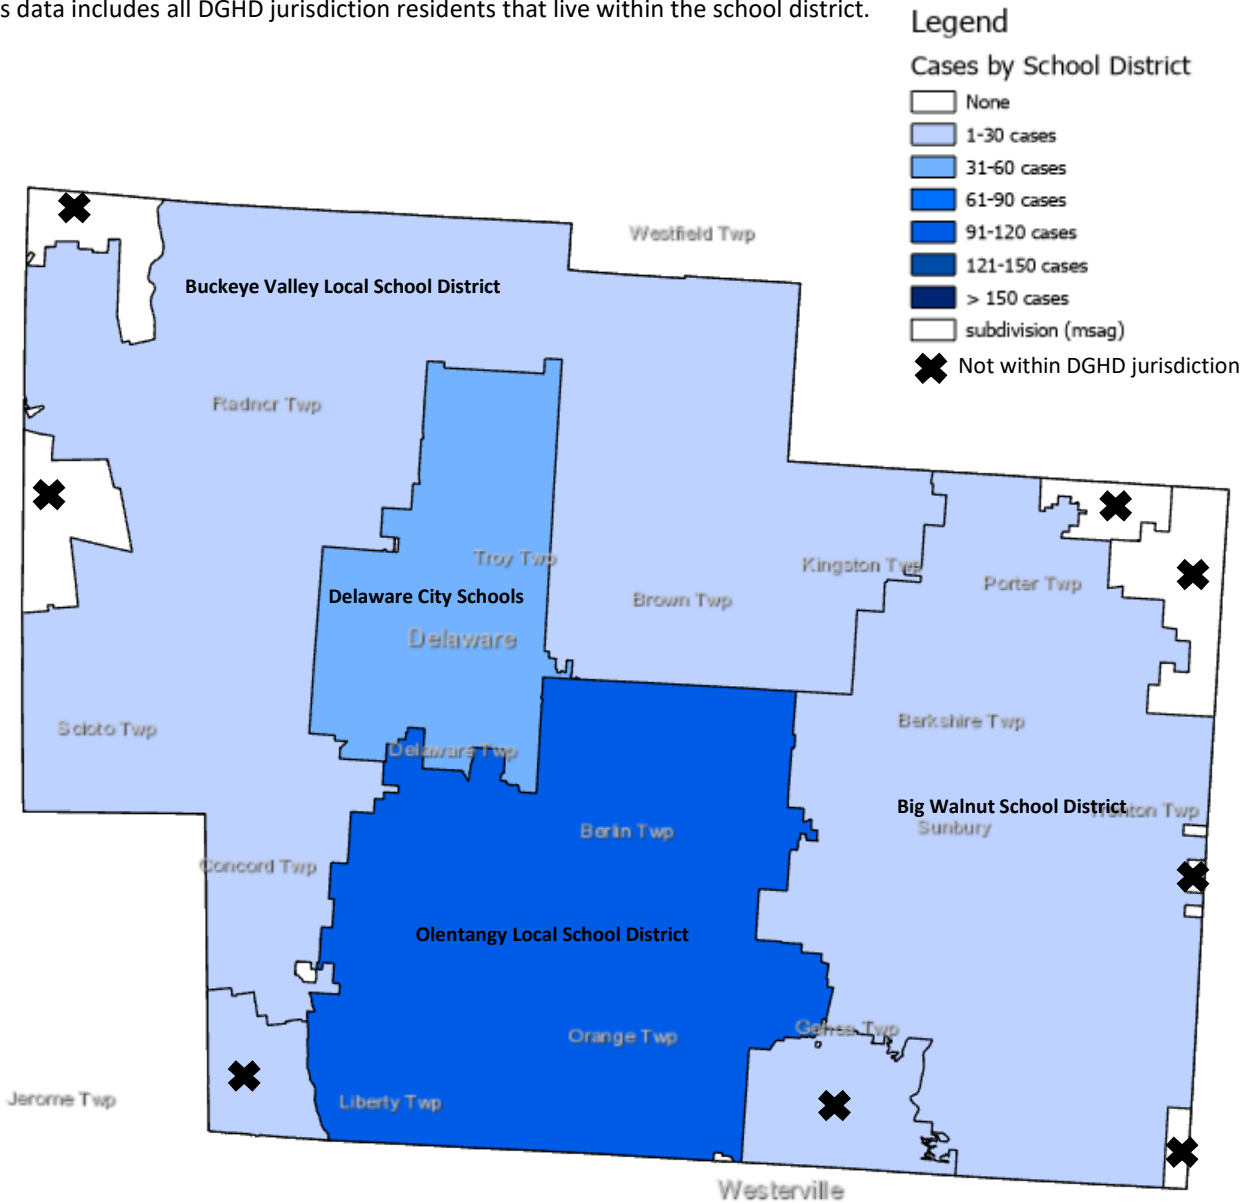 s data includes all DGHD jurisdiction residents that live within the school district.
Legend
Cases by School District
None
1-30 cases
31-60 cases
61-90 cases
91-120 cases
121-150 cases
> 150 cases
subdivision (msag)
Not within DGHD jurisdiction
Westfield Twp
Buckeye Valley Local School District
Radnor Twp
Troy Twp
Kingston Twp
Porter Twp
Delaware City Schools
Brown Twp
Delaware
Berkshire Twp
Scioto Twp
Delaware Twp
Big Walnut School District
Trenton Twp
Sunbury
Berlin Twp
Concord Twp
Olentangy Local School District
Genoa Twp
Orange Twp
Jerome Twp
Liberty Twp
Westerville